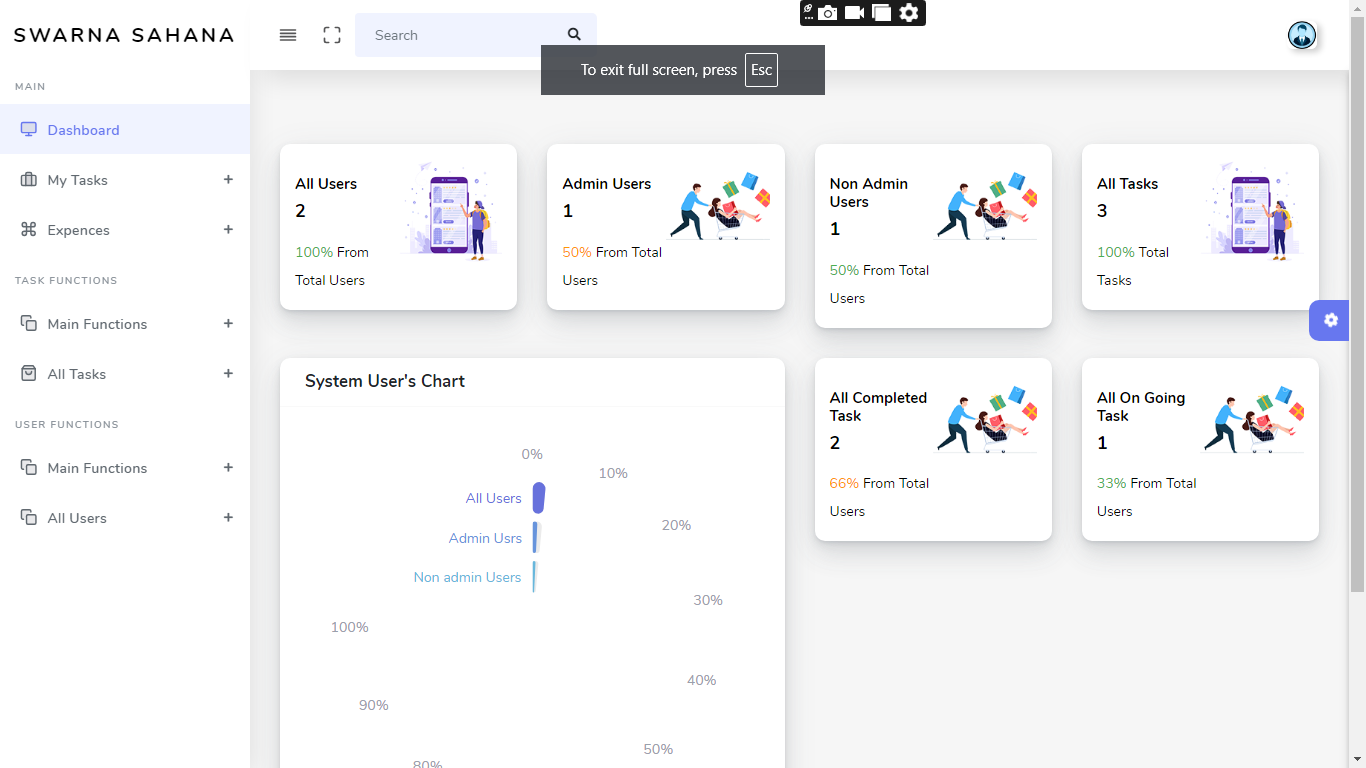 SWARNA SAHANA
Search
To exit full screen, press Esc
MAIN
Dashboard
My Tasks +
Expences +
TASK FUNCTIONS
Main Functions +
All Tasks +
USER FUNCTIONS
Main Functions +
All Users +
All Users
2
100% From
Total Users
Admin Users
1
50% From Total
Users
Non Admin
Users
1
50% From Total
Users
All Tasks
3
100% Total
Tasks
System User's Chart
0%
10%
All Users
20%
Admin Usrs
Non admin Users
30%
100%
40%
90%
50%
80%
All Completed
Task
2
66% From Total
Users
All On Going
Task
1
33% From Total
Users